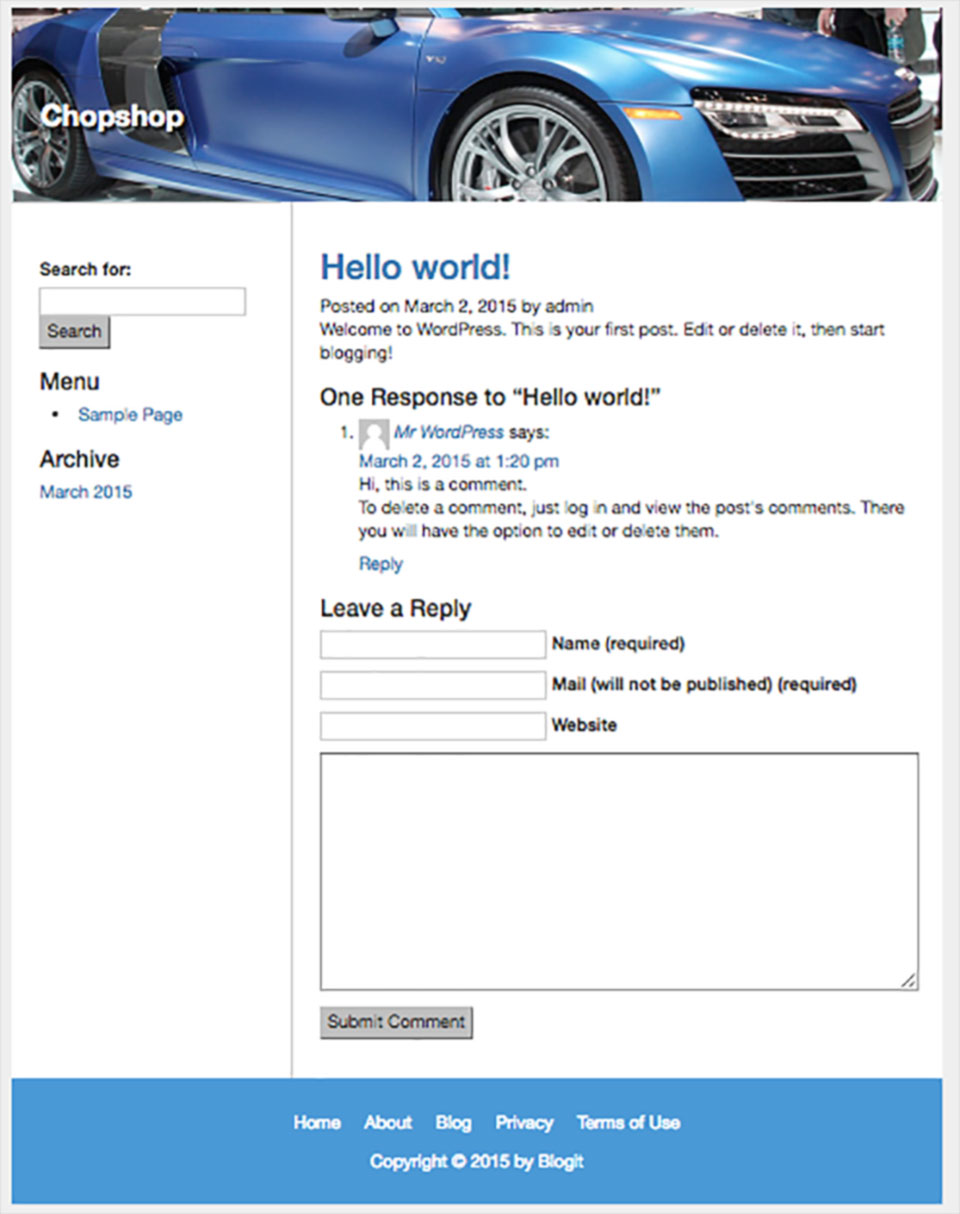 Chopshop
Search for:
Search
Menu
• Sample Page
Archive
March 2015
Hello world!
Posted on March 2, 2015 by admin
Welcome to WordPress. This is your first post. Edit or delete it, then start
blogging!
One Response to “Hello world!”
1. Mr WordPress says:
March 2, 2015 at 1:20 pm
Hi, this is a comment.
To delete a comment, just log in and view the post's comments. There
you will have the option to edit or delete them.
Reply
Leave a Reply
Name (required)
Mail (will not be published) (required)
Website
Submit Comment
Home About Blog Privacy Terms of Use
Copyright © 2015 by Blogit